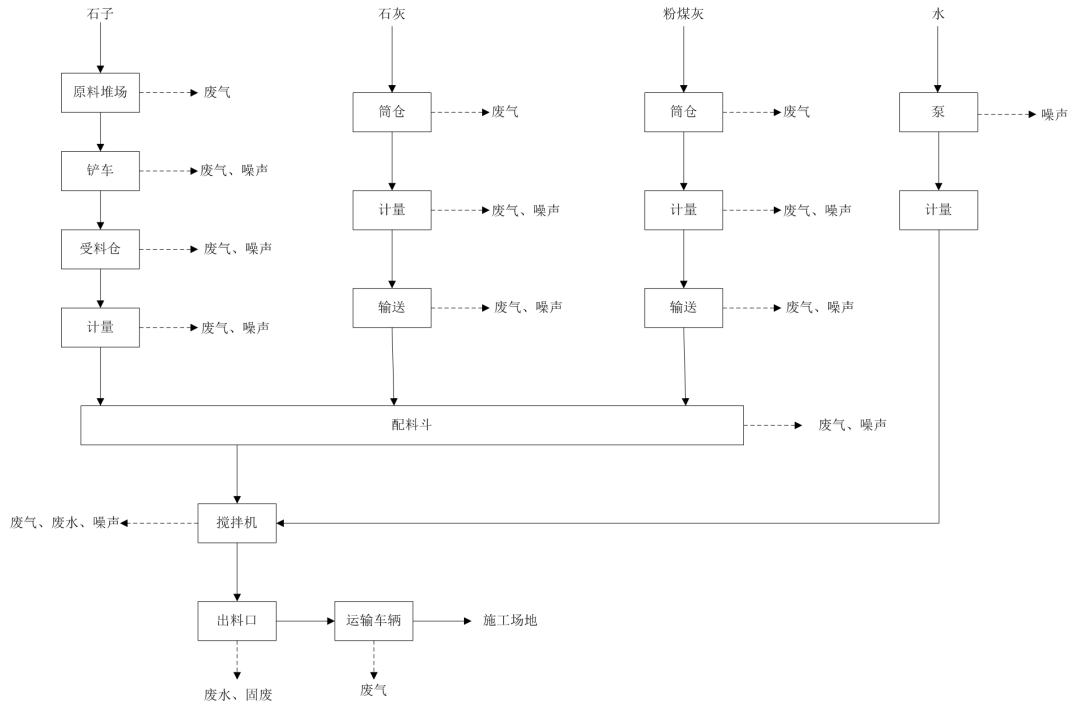 石子
石灰
粉煤灰
水
原料堆场
废气
筒仓
废气
筒仓
废气
泵
噪声
铲车
废气、噪声
计量
废气、噪声
计量
废气、噪声
计量
受料仓
废气、噪声
输送
废气、噪声
输送
废气、噪声
计量
废气、噪声
配料斗
废气、噪声
废气、废水、噪声
搅拌机
出料口
运输车辆
施工场地
废水、固废
废气